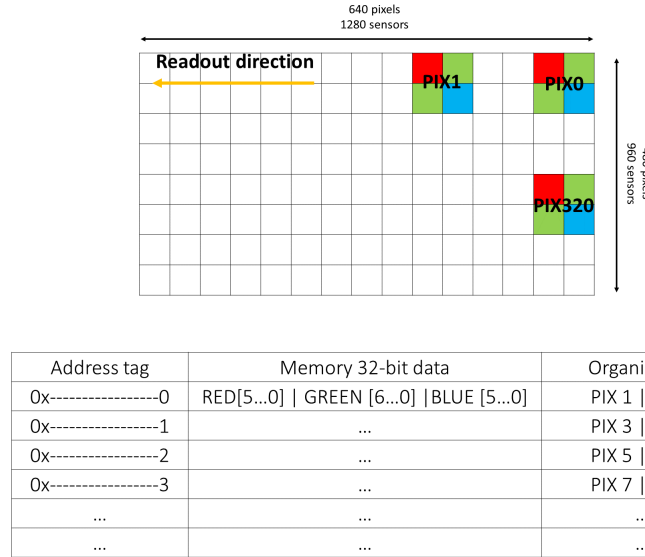 640 pixels
1280 sensors
Readout direction
PIX1
PIX0
960 sensors
PIX320
Address tag Memory 32-bit data
0x-----------------0 RED[5...0] | GREEN [6...0] |BLUE [5...0] PIX 1 |
0x-----------------1 ... PIX 3 |
0x-----------------2 ... PIX 5 |
0x-----------------3 ... PIX 7 |
... ... ..
... ... ..